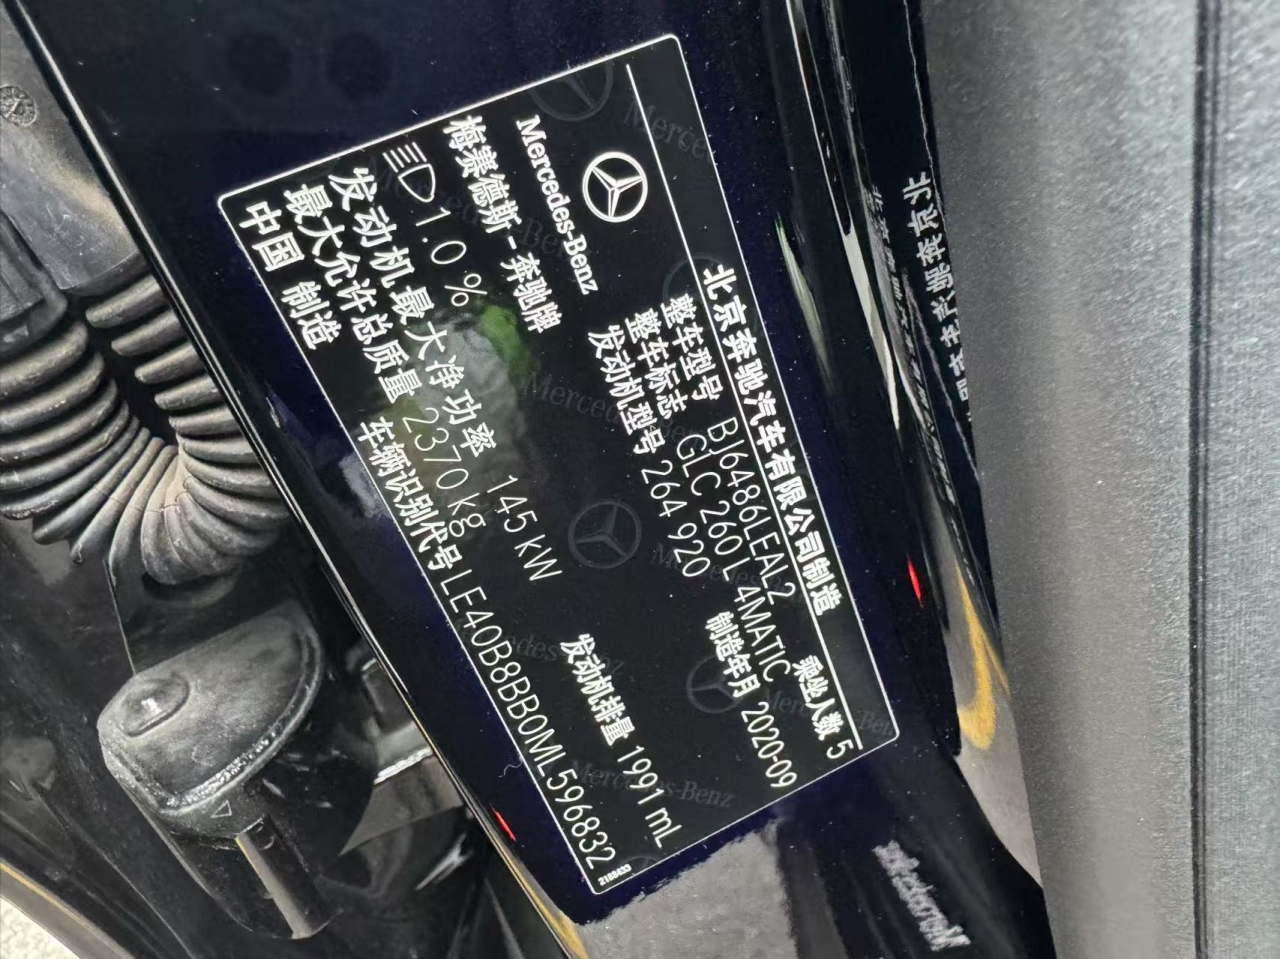 北京奔驰汽车有限公司制造
整车型号 BJ6486LEAL2 乘坐人数 5
整车标志 GLC 260 L 4MATIC
发动机型号 264 920 制造年月 2020-09
Mercedes-Benz
梅赛德斯-奔驰牌
1.0 %
发动机最大净功率 145 kW 发动机排量 1991 mL
最大允许总质量 2370 kg
中国 制造 车辆识别代号 LE40B8BB0ML596832
2188433